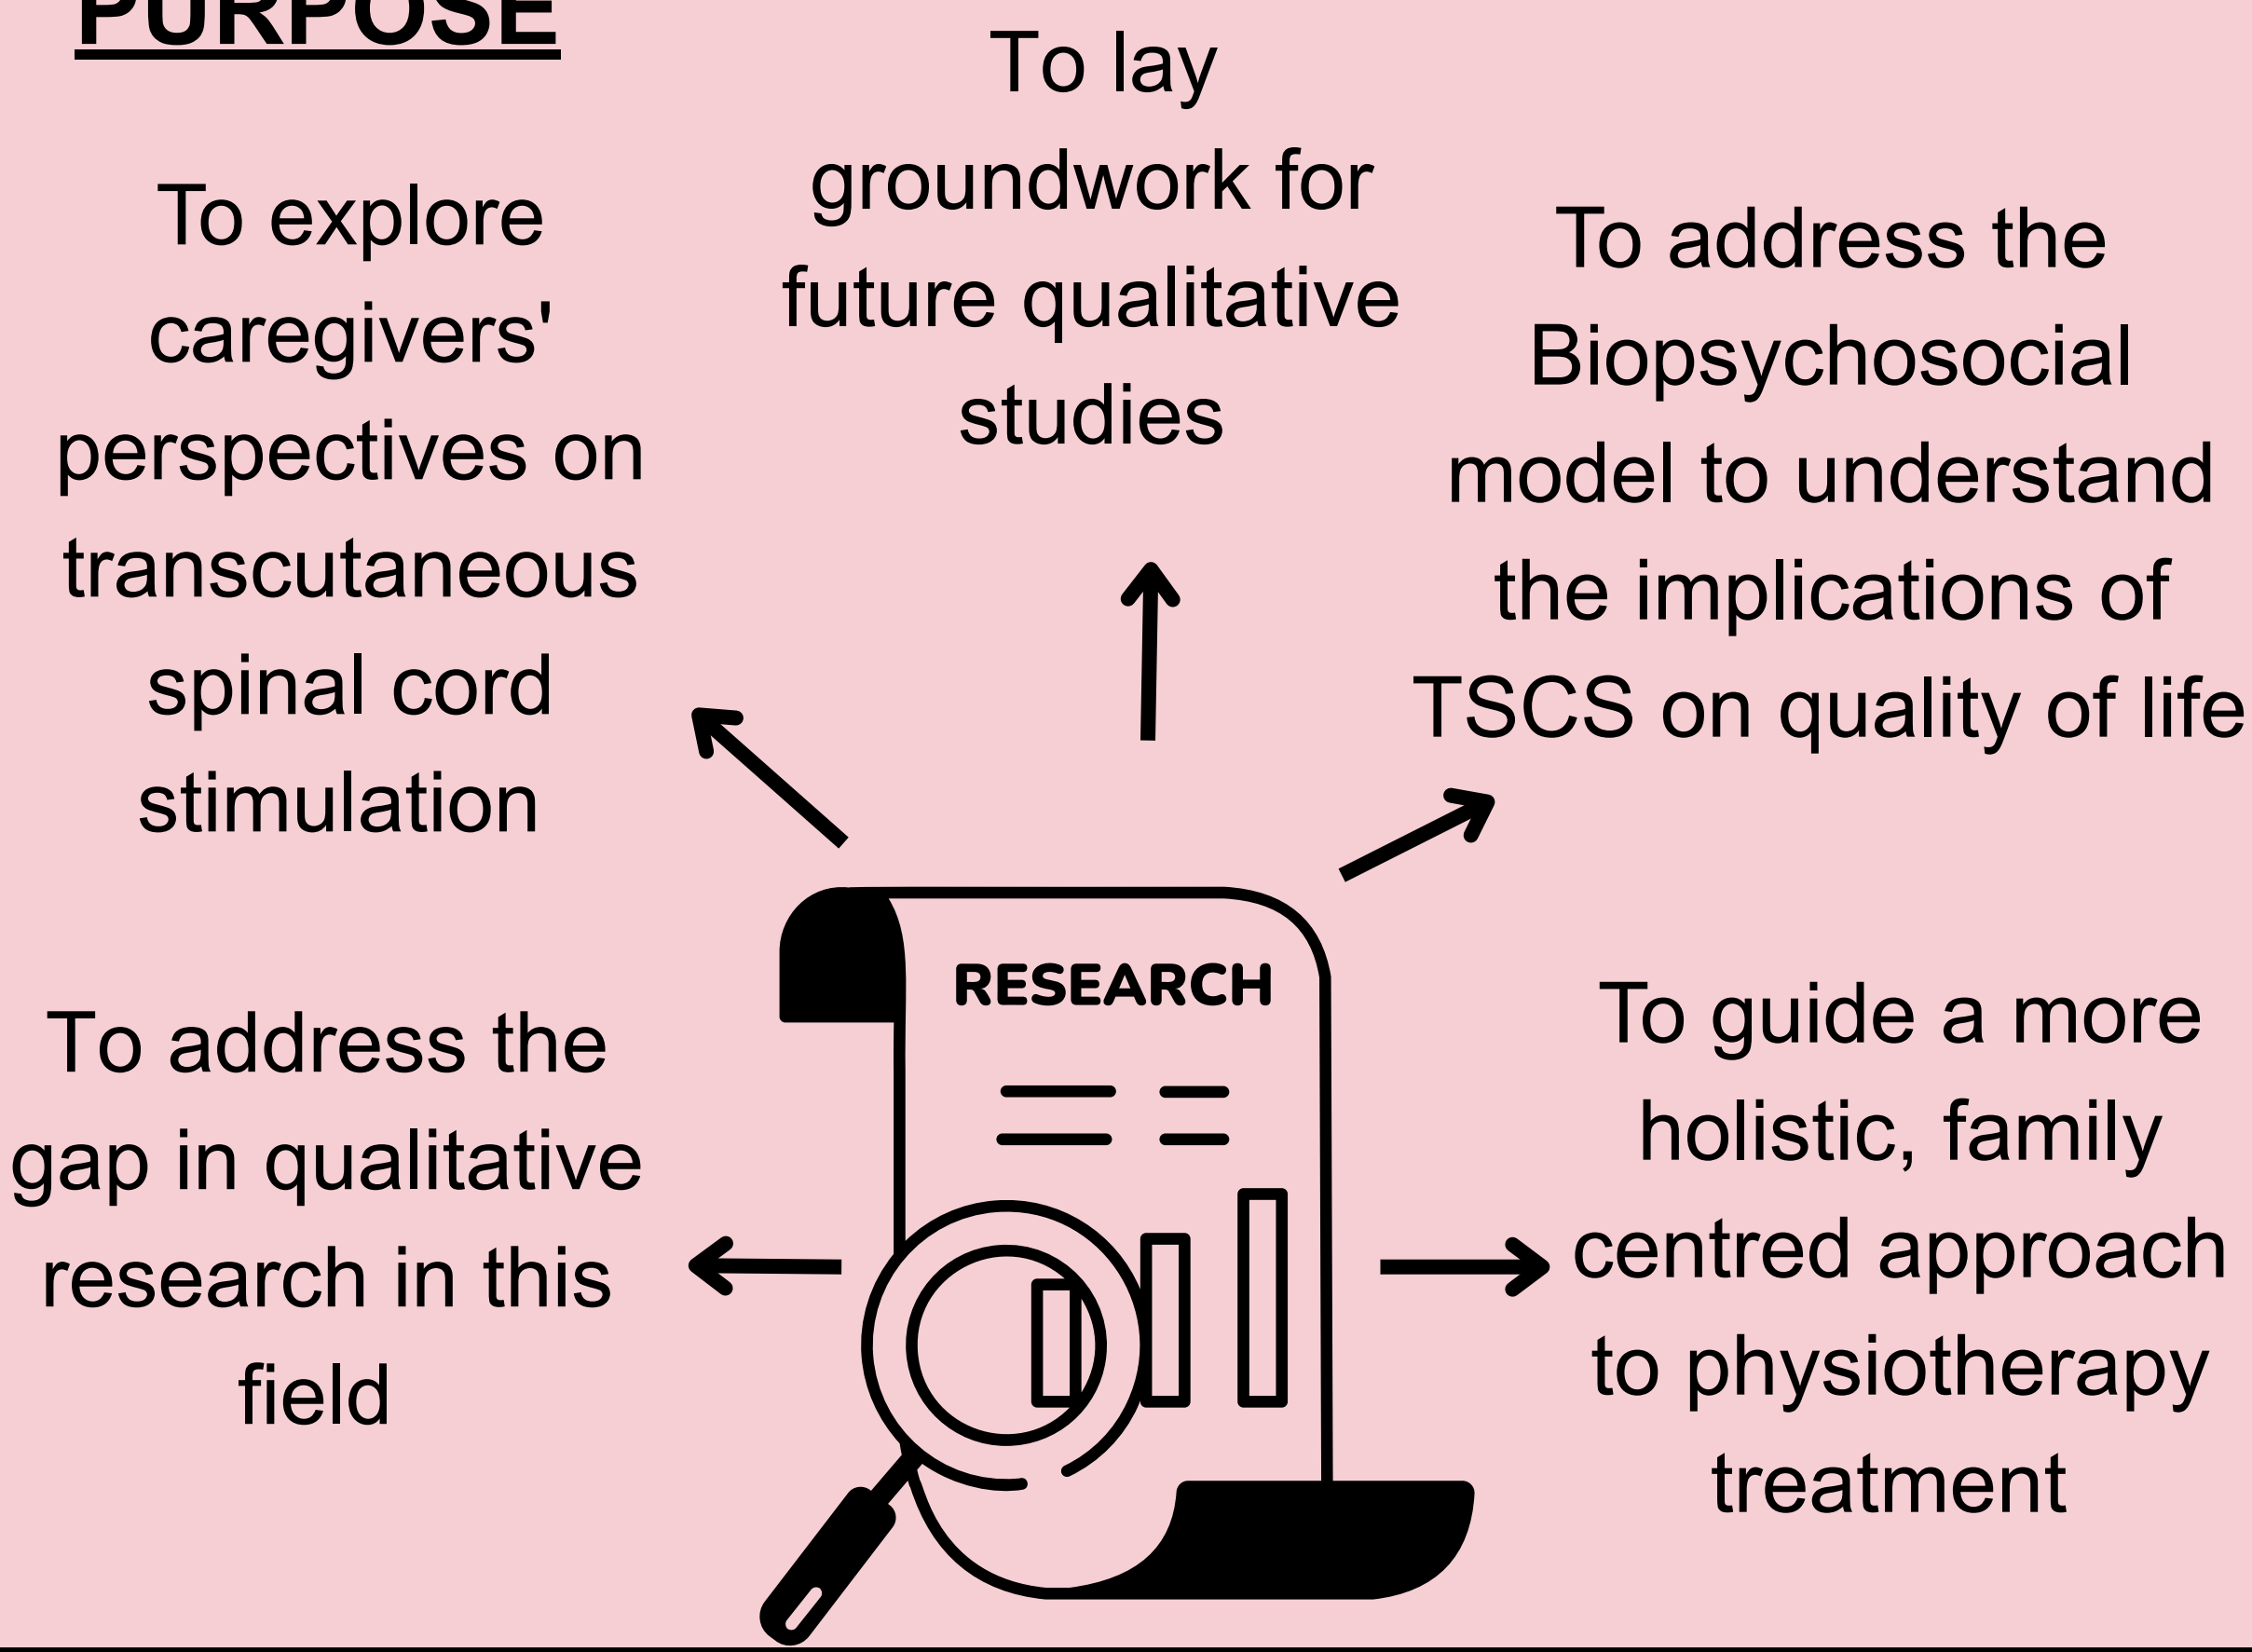 PURPOSE
To explore
caregivers'
perspectives on
transcutaneous
spinal cord
stimulation
To lay
groundwork for
future qualitative
studies
To address the
Biopsychosocial
model to understand
the implications of
TSCS on quality of life
To address the
gap in qualitative
research in this
field
RESEARCH
To guide a more
holistic, family
centred approach
to physiotherapy
treatment